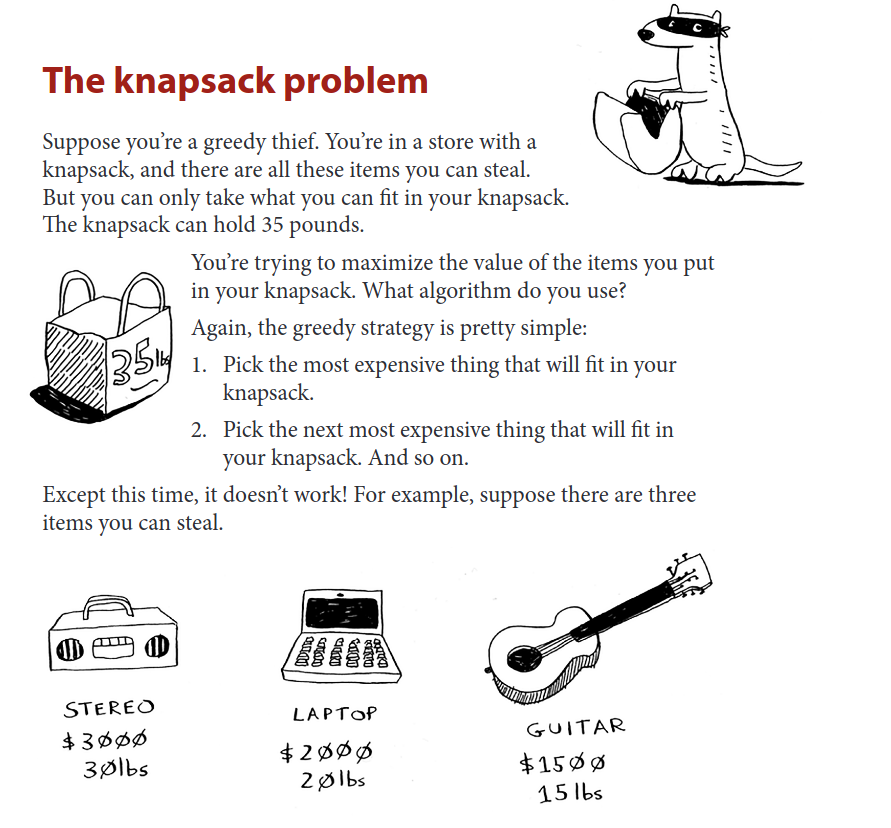 The knapsack problem
Suppose you’re a greedy thief. You’re in a store with a
knapsack, and there are all these items you can steal.
But you can only take what you can fit in your knapsack.
The knapsack can hold 35 pounds.
35lbs
You’re trying to maximize the value of the items you put
in your knapsack. What algorithm do you use?
Again, the greedy strategy is pretty simple:
1. Pick the most expensive thing that will fit in your
knapsack.
2. Pick the next most expensive thing that will fit in
your knapsack. And so on.
Except this time, it doesn’t work! For example, suppose there are three
items you can steal.
STEREO
$3000
30lbs
LAPTOP
$2000
20lbs
GUITAR
$1500
15lbs